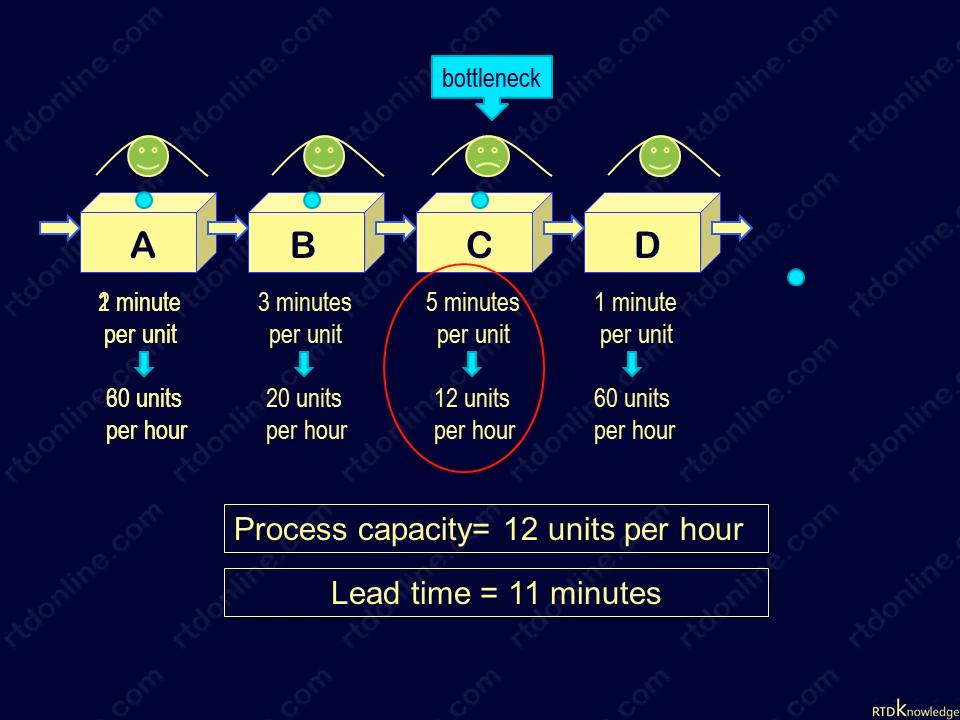 bottleneck
A B C D
minute 3 minutes 5 minutes 1 minute
per unit per unit per unit per unit
units 20 units 12 units 60 units
per hour per hour per hour per hour
Process capacity= 12 units per hour
Lead time = 11 minutes
rtdonline.com
RTDknowledge